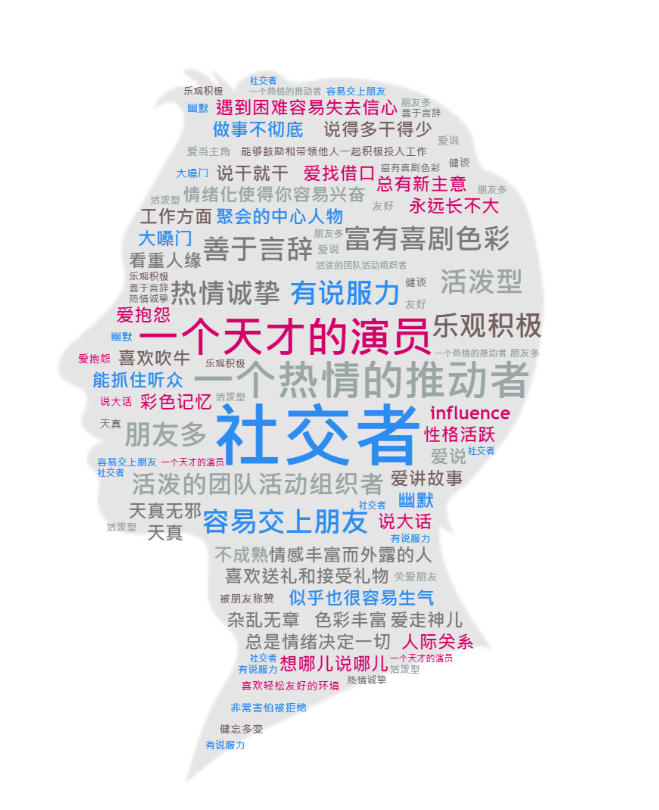 社交者
乐观积极 一个热情的推动者 容易交上朋友
幽默 遇到困难容易失去信心 朋友多
善于言辞
做事不彻底 说得多干得少
爱说
爱当主角 能够鼓励和带领他人一起积极投入工作
健谈
大嗓门 说干就干 爱找借口 富有喜剧色彩
总有新主意 朋友多
活泼型 情绪化使得你容易兴奋
友好 永远长不大
工作方面 聚会的中心人物
大嗓门 善于言辞 朋友多 富有喜剧色彩
爱说
看重人缘 活泼的团队活动组织者
乐观积极
善于言辞 热情诚挚 有说服力 健谈 活泼型
热情诚挚 友好
爱抱怨
幽默 一个天才的演员 乐观积极
爱抱怨 喜欢吹牛 乐观积极 一个热情的推动者 朋友多
能抓住听众 一个热情的推动者
说大话 彩色记忆 活泼型
社交者 influence
天真 朋友多 性格活跃
爱说 社交者
容易交上朋友 一个天才的演员
社交者
活泼的团队活动组织者 爱讲故事
天真无邪 容易交上朋友 社交者 幽默
说大话
活泼型 天真 有说服力
不成熟 情感丰富而外露的人
喜欢送礼和接受礼物 关爱朋友
被朋友称赞 似乎也很容易生气
杂乱无章 色彩丰富 爱走神儿
总是情绪决定一切 人际关系
社交者 想哪儿说哪儿 一个天才的演员
有说服力 活泼型
喜欢轻松友好的环境 热情诚挚
非常害怕被拒绝
健忘多变
有说服力